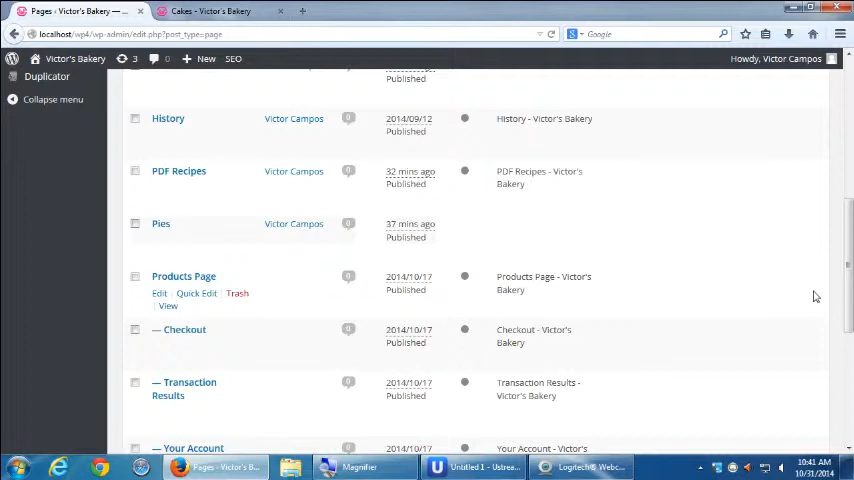 Pages ‹ Victor's Bakery — ...
Cakes - Victor's Bakery
localhost/wp4/wp-admin/edit.php?post_type=page
Google
Victor's Bakery
3
0
New
SEO
Howdy, Victor Campos
Duplicator
Collapse menu
Published
History
Victor Campos
0
2014/09/12
Published
History - Victor's Bakery
PDF Recipes
Victor Campos
0
32 mins ago
Published
PDF Recipes - Victor's
Bakery
Pies
Victor Campos
0
37 mins ago
Published
Products Page
Edit | Quick Edit | Trash
| View
0
2014/10/17
Published
Products Page - Victor's
Bakery
— Checkout
0
2014/10/17
Published
Checkout - Victor's
Bakery
— Transaction
Results
0
2014/10/17
Published
Transaction Results -
Victor's Bakery
— Your Account
0
2014/10/17
Your Account - Victor's
Pages ‹ Victor's B...
Magnifier
Untitled 1 - Ustrea...
Logitech® Webc...
10:41 AM
10/31/2014